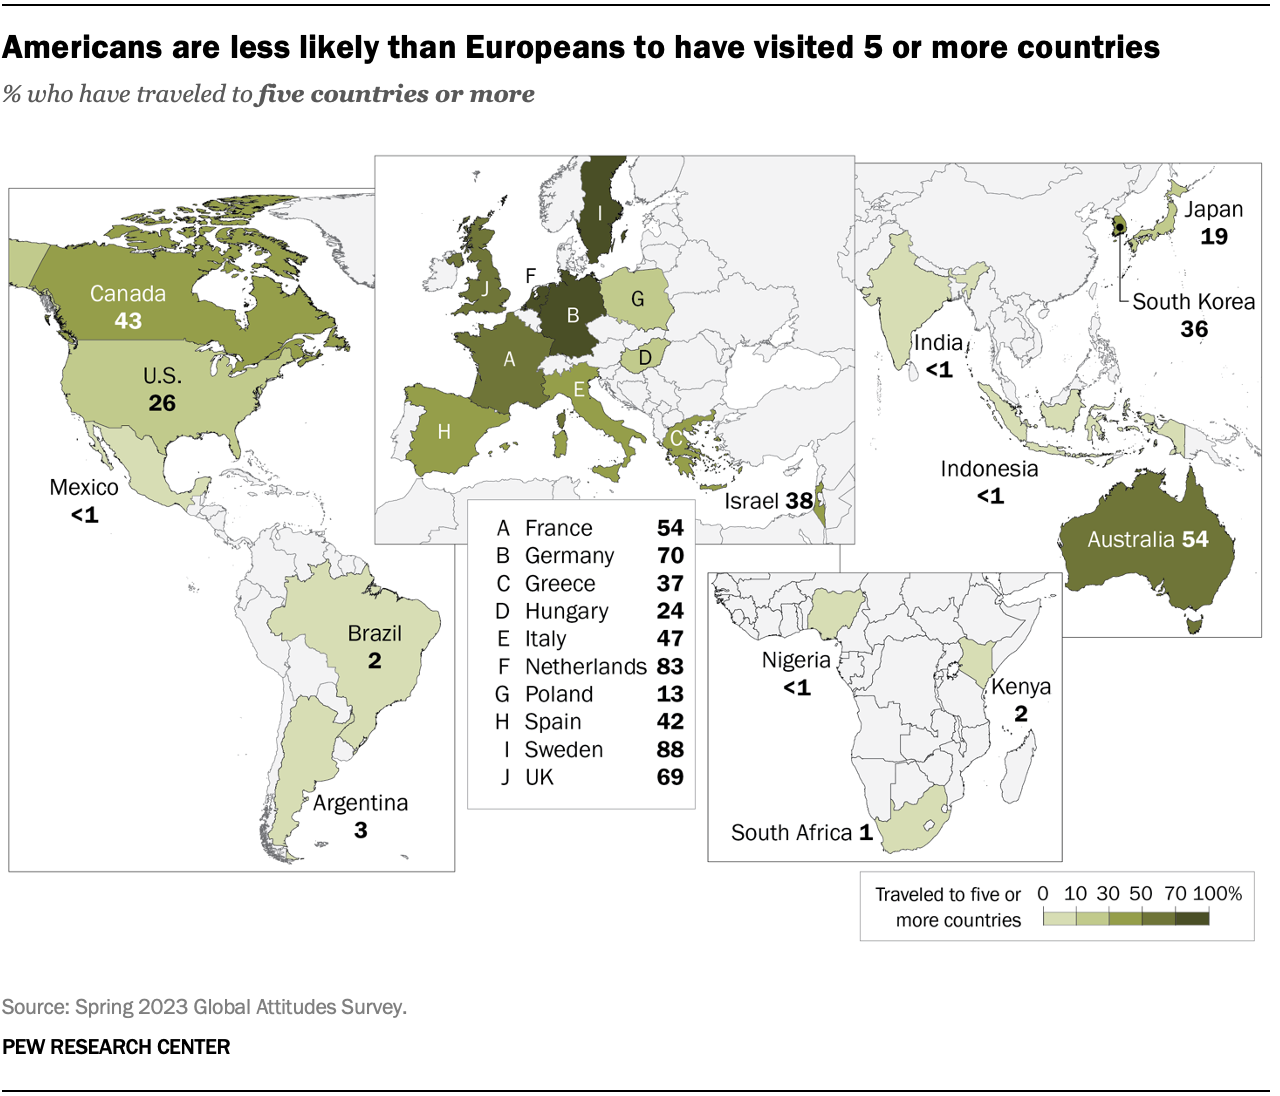 Americans are less likely than Europeans to have visited 5 or more countries
% who have traveled to five countries or more
Canada
43
U.S.
26
Mexico
<1
Brazil
2
Argentina
3
I
J
F
B
G
A
D
E
H
C
Israel 38
A France 54
B Germany 70
C Greece 37
D Hungary 24
E Italy 47
F Netherlands 83
G Poland 13
H Spain 42
I Sweden 88
J UK 69
Japan
19
South Korea
36
India
<1
Indonesia
<1
Australia 54
Nigeria
<1
Kenya
2
South Africa 1
Traveled to five or
more countries
0 10 30 50 70 100%
Source: Spring 2023 Global Attitudes Survey.
PEW RESEARCH CENTER